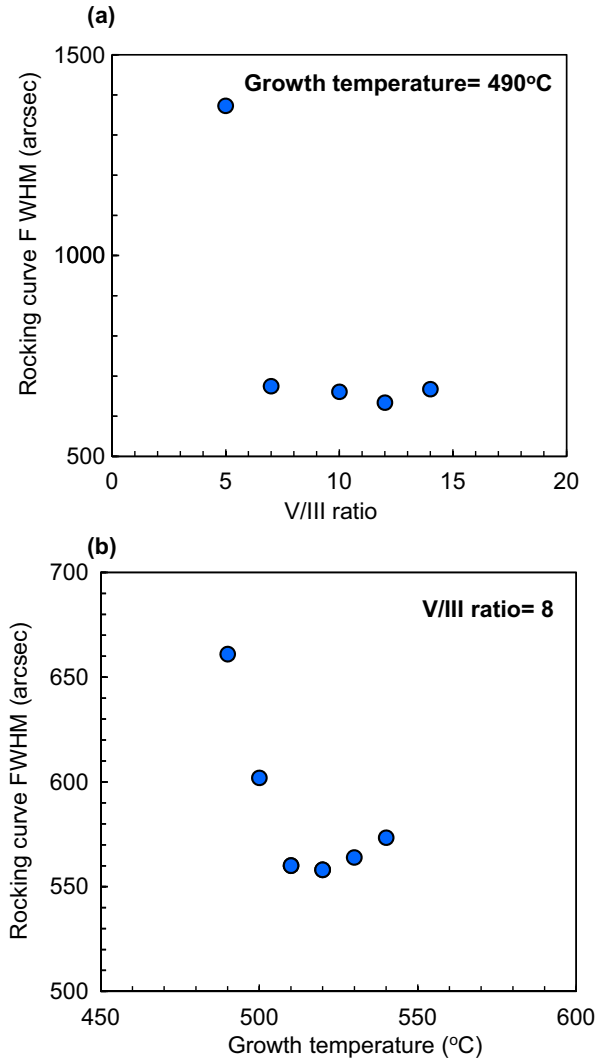 (a)
Rocking curve F WHM (arcsec)
1500
1000
500
Growth temperature= 490°C
0 5 10 15 20
V/III ratio
(b)
Rocking curve FWHM (arcsec)
700
650
600
550
500
V/III ratio= 8
450 500 550 600
Growth temperature (°C)